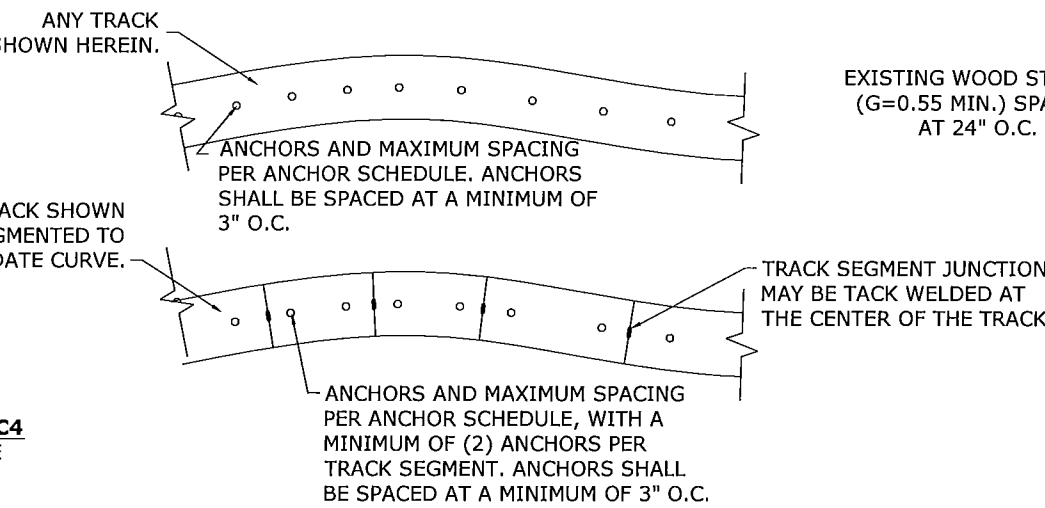 ANY TRACK
SHOWN HEREIN.
ANCHORS AND MAXIMUM SPACING
PER ANCHOR SCHEDULE. ANCHORS
SHALL BE SPACED AT A MINIMUM OF
3" O.C.
EXISTING WOOD ST
(G=0.55 MIN.) SPA
AT 24" O.C.
ACK SHOWN
GMENTED TO
DATE CURVE.
TRACK SEGMENT JUNCTION
MAY BE TACK WELDED AT
THE CENTER OF THE TRACK
ANCHORS AND MAXIMUM SPACING
PER ANCHOR SCHEDULE, WITH A
MINIMUM OF (2) ANCHORS PER
TRACK SEGMENT. ANCHORS SHALL
BE SPACED AT A MINIMUM OF 3" O.C.
C4